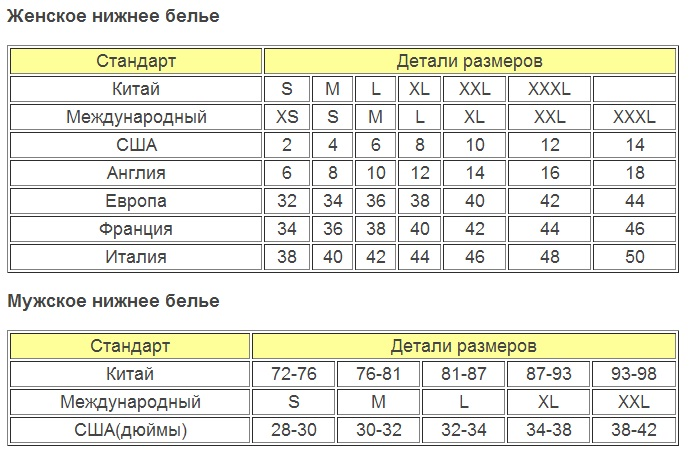 Женское нижнее белье
Стандарт Детали размеров
Китай S M L XL XXL XXXL
Международный XS S M L XL XXL XXXL
США 2 4 6 8 10 12 14
Англия 6 8 10 12 14 16 18
Европа 32 34 36 38 40 42 44
Франция 34 36 38 40 42 44 46
Италия 38 40 42 44 46 48 50
Мужское нижнее белье
Стандарт Детали размеров
Китай 72-76 76-81 81-87 87-93 93-98
Международный S M L XL XXL
США(дюймы) 28-30 30-32 32-34 34-38 38-42